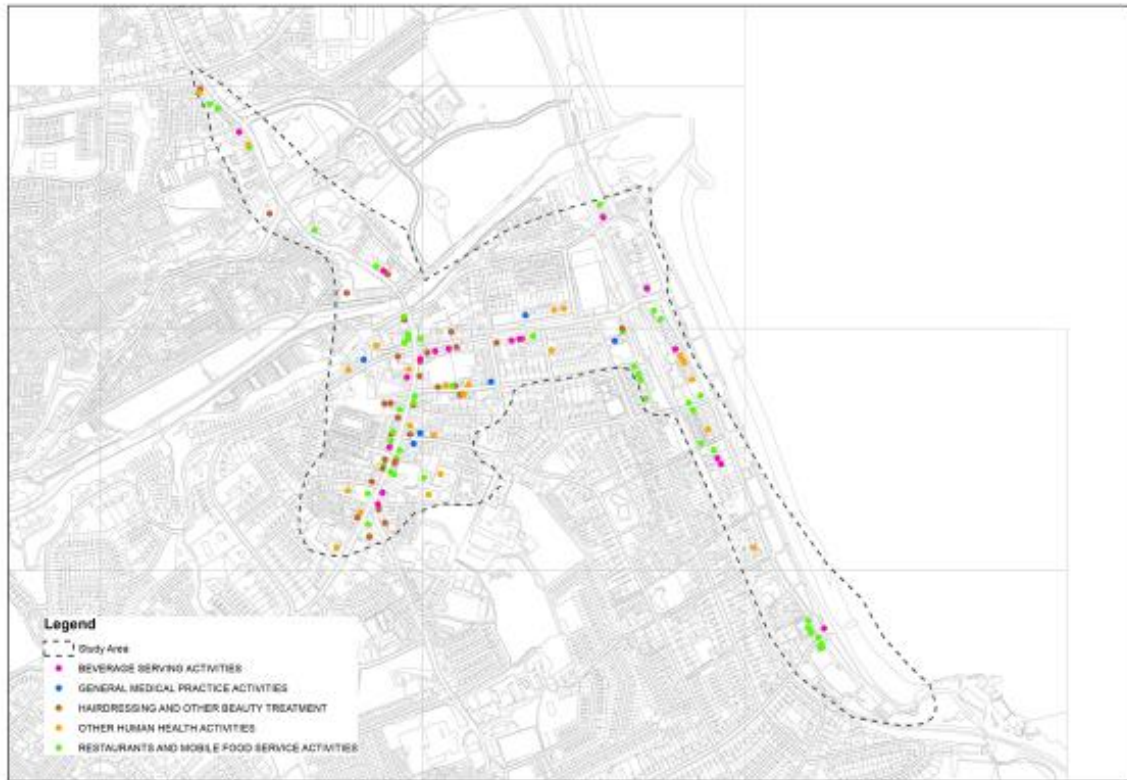 Legend
Study Area
BEVERAGE SERVING ACTIVITIES
GENERAL MEDICAL PRACTICE ACTIVITIES
HAIRDRESSING AND OTHER BEAUTY TREATMENT
OTHER HUMAN HEALTH ACTIVITIES
RESTAURANTS AND MOBILE FOOD SERVICE ACTIVITIES